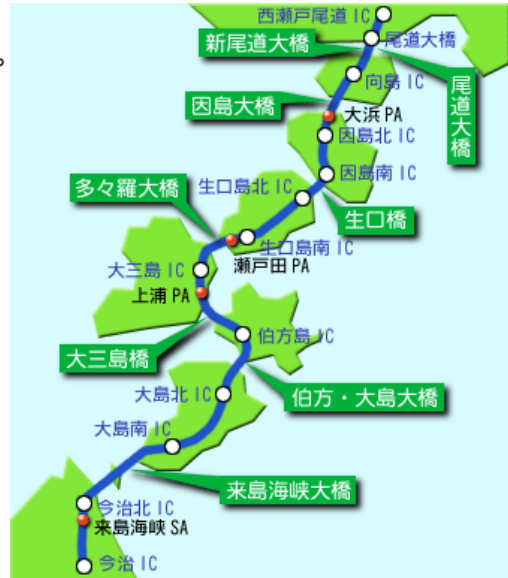 西瀬戸尾道 IC
新尾道大橋
尾道大橋
。
向島 IC
尾道大橋
因島大橋
大浜 PA
因島北 IC
因島南 IC
生口島北 IC
多々羅大橋
生口橋
生口島南 IC
瀬戸田 PA
大三島 IC
上浦 PA
伯方島 IC
大三島橋
大島北 IC
伯方・大島大橋
大島南 IC
来島海峡大橋
今治北 IC
来島海峡 SA
今治 IC